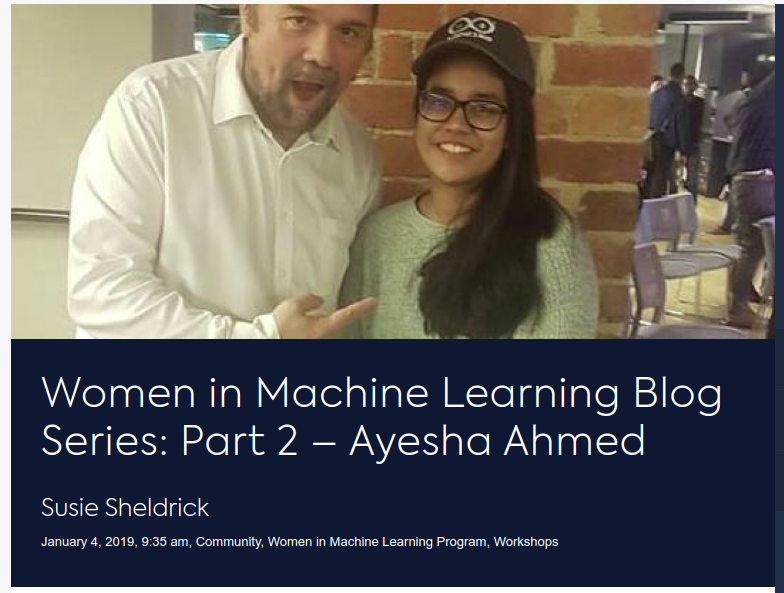 Women in Machine Learning Blog
Series: Part 2 – Ayesha Ahmed
Susie Sheldrick
January 4, 2019, 9:35 am, Community, Women in Machine Learning Program, Workshops